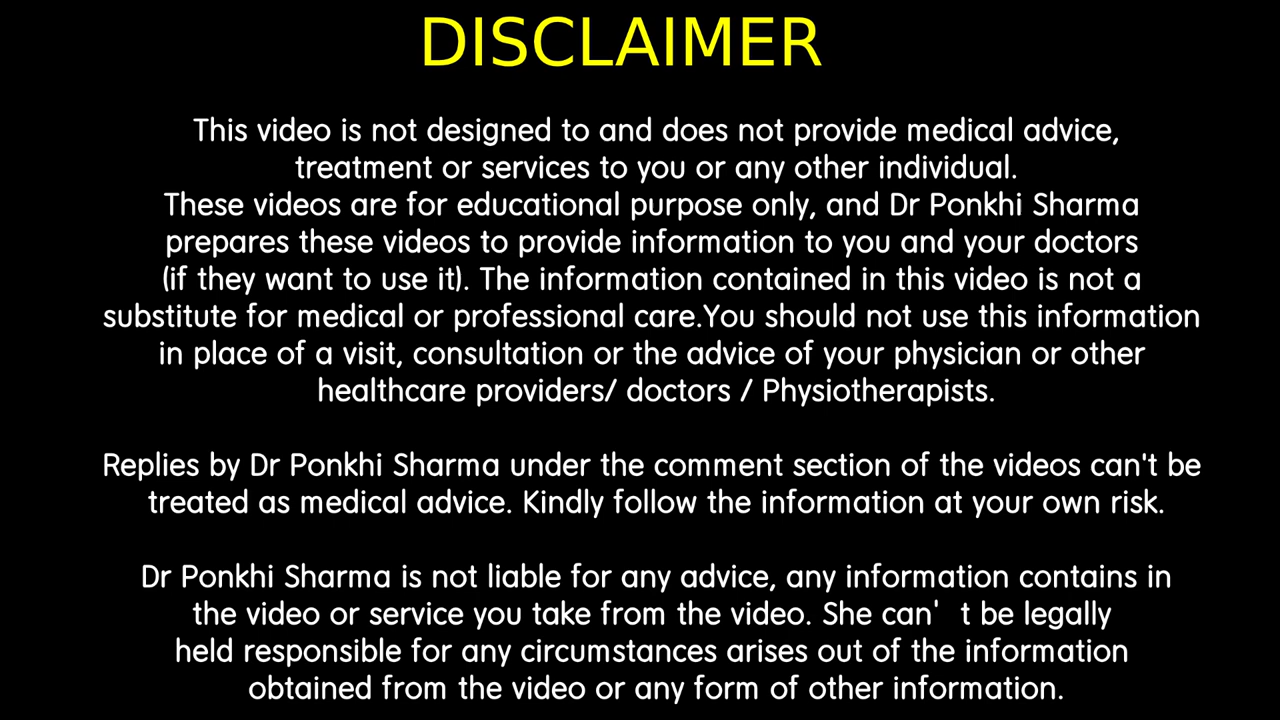 DISCLAIMER
This video is not designed to and does not provide medical advice,
treatment or services to you or any other individual.
These videos are for educational purpose only, and Dr Ponkhi Sharma
prepares these videos to provide information to you and your doctors
(if they want to use it). The information contained in this video is not a
substitute for medical or professional care.You should not use this information
in place of a visit, consultation or the advice of your physician or other
healthcare providers/ doctors / Physiotherapists.
Replies by Dr Ponkhi Sharma under the comment section of the videos can't be
treated as medical advice. Kindly follow the information at your own risk.
Dr Ponkhi Sharma is not liable for any advice, any information contains in
the video or service you take from the video. She can' t be legally
held responsible for any circumstances arises out of the information
obtained from the video or any form of other information.